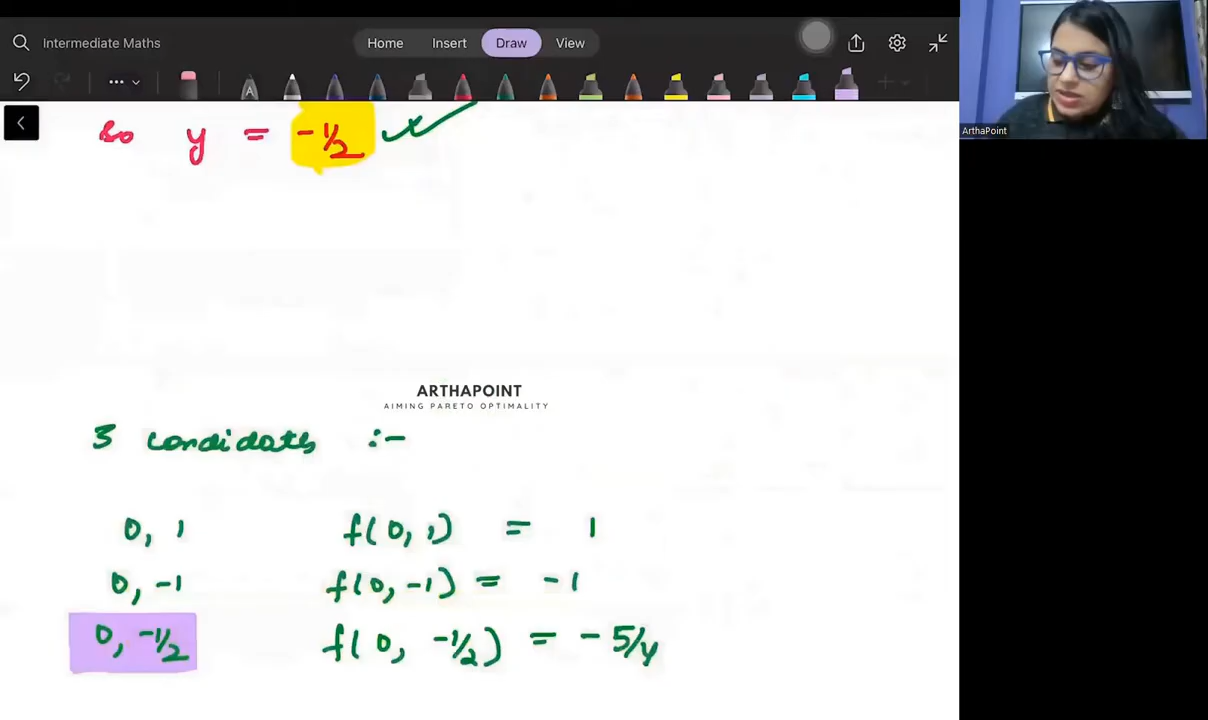 Intermediate Maths
Home Insert Draw View
A
so y = -1/2
ArthaPoint
ARTHAPOINT
AIMING PARETO OPTIMALITY
3 candidates :-
0, 1 f(0, 1) = 1
0, -1 f(0, -1) = -1
0, -1/2 f(0, -1/2) = - 5/4